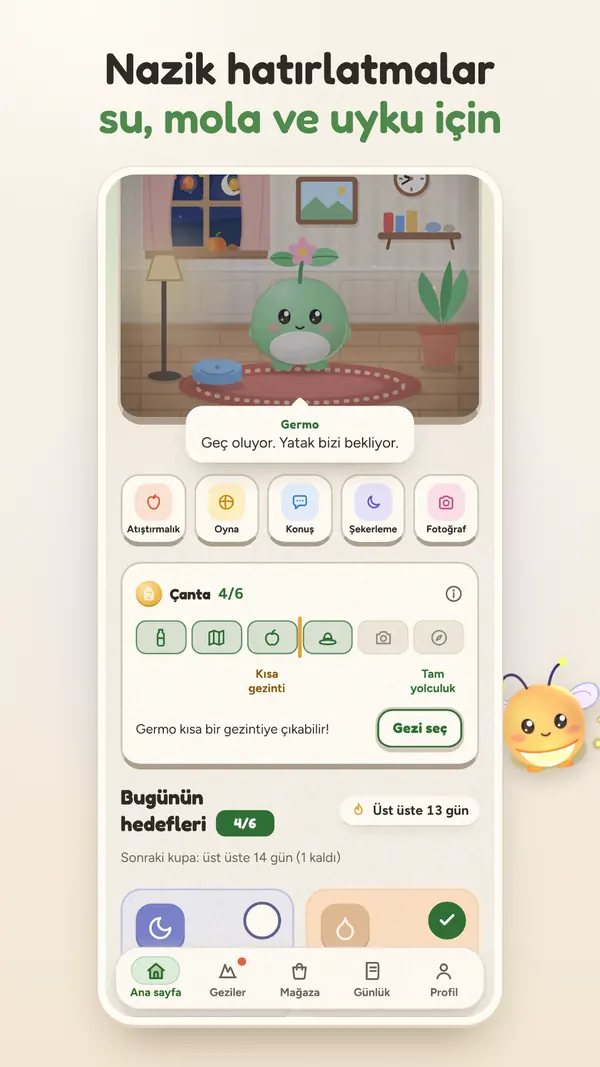 Nazik hatırlatmalar
su, mola ve uyku için
Germo
Geç oluyor. Yatak bizi bekliyor.
Atıştırmalık
Oyna
Konuş
Şekerleme
Fotoğraf
Çanta 4/6
Kısa
gezinti
Tam
yolculuk
Germo kısa bir gezintiye çıkabilir!
Gezi seç
Bugünün
hedefleri 4/6
Üst üste 13 gün
Sonraki kupa: üst üste 14 gün (1 kaldı)
Ana sayfa
Geziler
Mağaza
Günlük
Profil